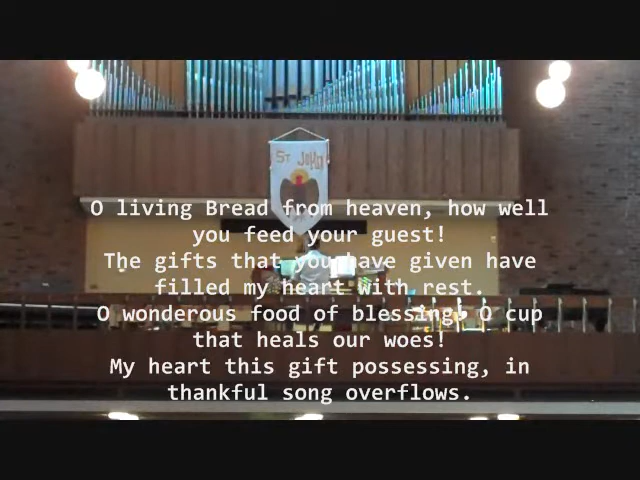 St John
O living Bread from heaven, how well
you feed your guest!
The gifts that you have given have
filled my heart with rest.
O wonderous food of blessing, O cup
that heals our woes!
My heart this gift possessing, in
thankful song overflows.